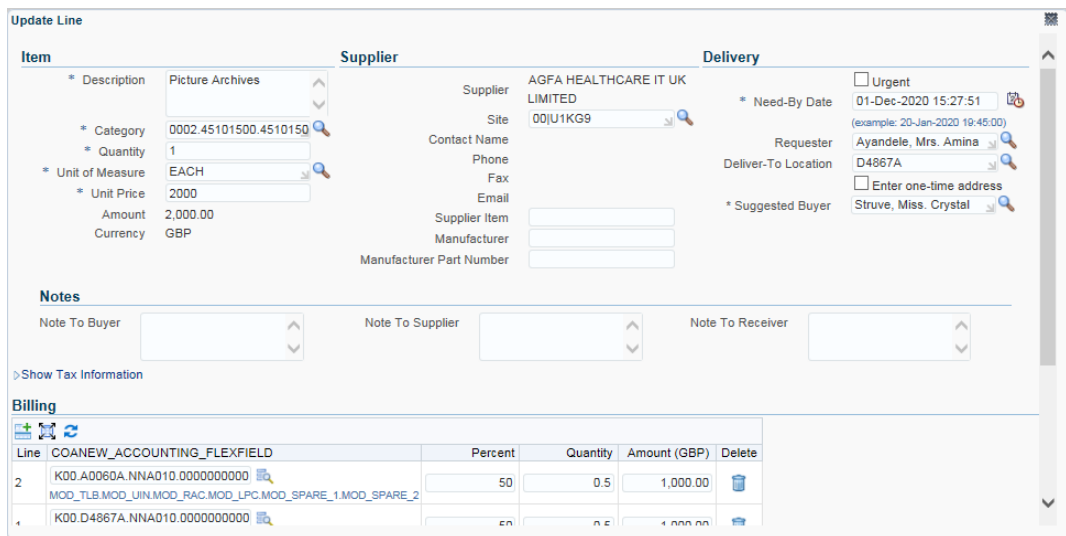 Update Line
Item
* Description Picture Archives
* Category 0002.45101500.4510150
* Quantity 1
* Unit of Measure EACH
* Unit Price 2000
Amount 2,000.00
Currency GBP
Supplier
Supplier AGFA HEALTHCARE IT UK
LIMITED
Site 00|U1KG9
Contact Name
Phone
Fax
Email
Supplier Item
Manufacturer
Manufacturer Part Number
Delivery
Urgent
* Need-By Date 01-Dec-2020 15:27:51
(example: 20-Jan-2020 19:45:00)
Requester Ayandele, Mrs. Amina
Deliver-To Location D4867A
Enter one-time address
* Suggested Buyer Struve, Miss. Crystal
Notes
Note To Buyer Note To Supplier Note To Receiver
Show Tax Information
Billing
Line COANEW_ACCOUNTING_FLEXFIELD Percent Quantity Amount (GBP) Delete
2 K00.A0060A.NNA010.0000000000 50 0.5 1,000.00
MOD_TLB.MOD_UIN.MOD_RAC.MOD_LPC.MOD_SPARE_1.MOD_SPARE_2
1 K00.D4867A.NNA010.0000000000 50 0.5 1,000.00